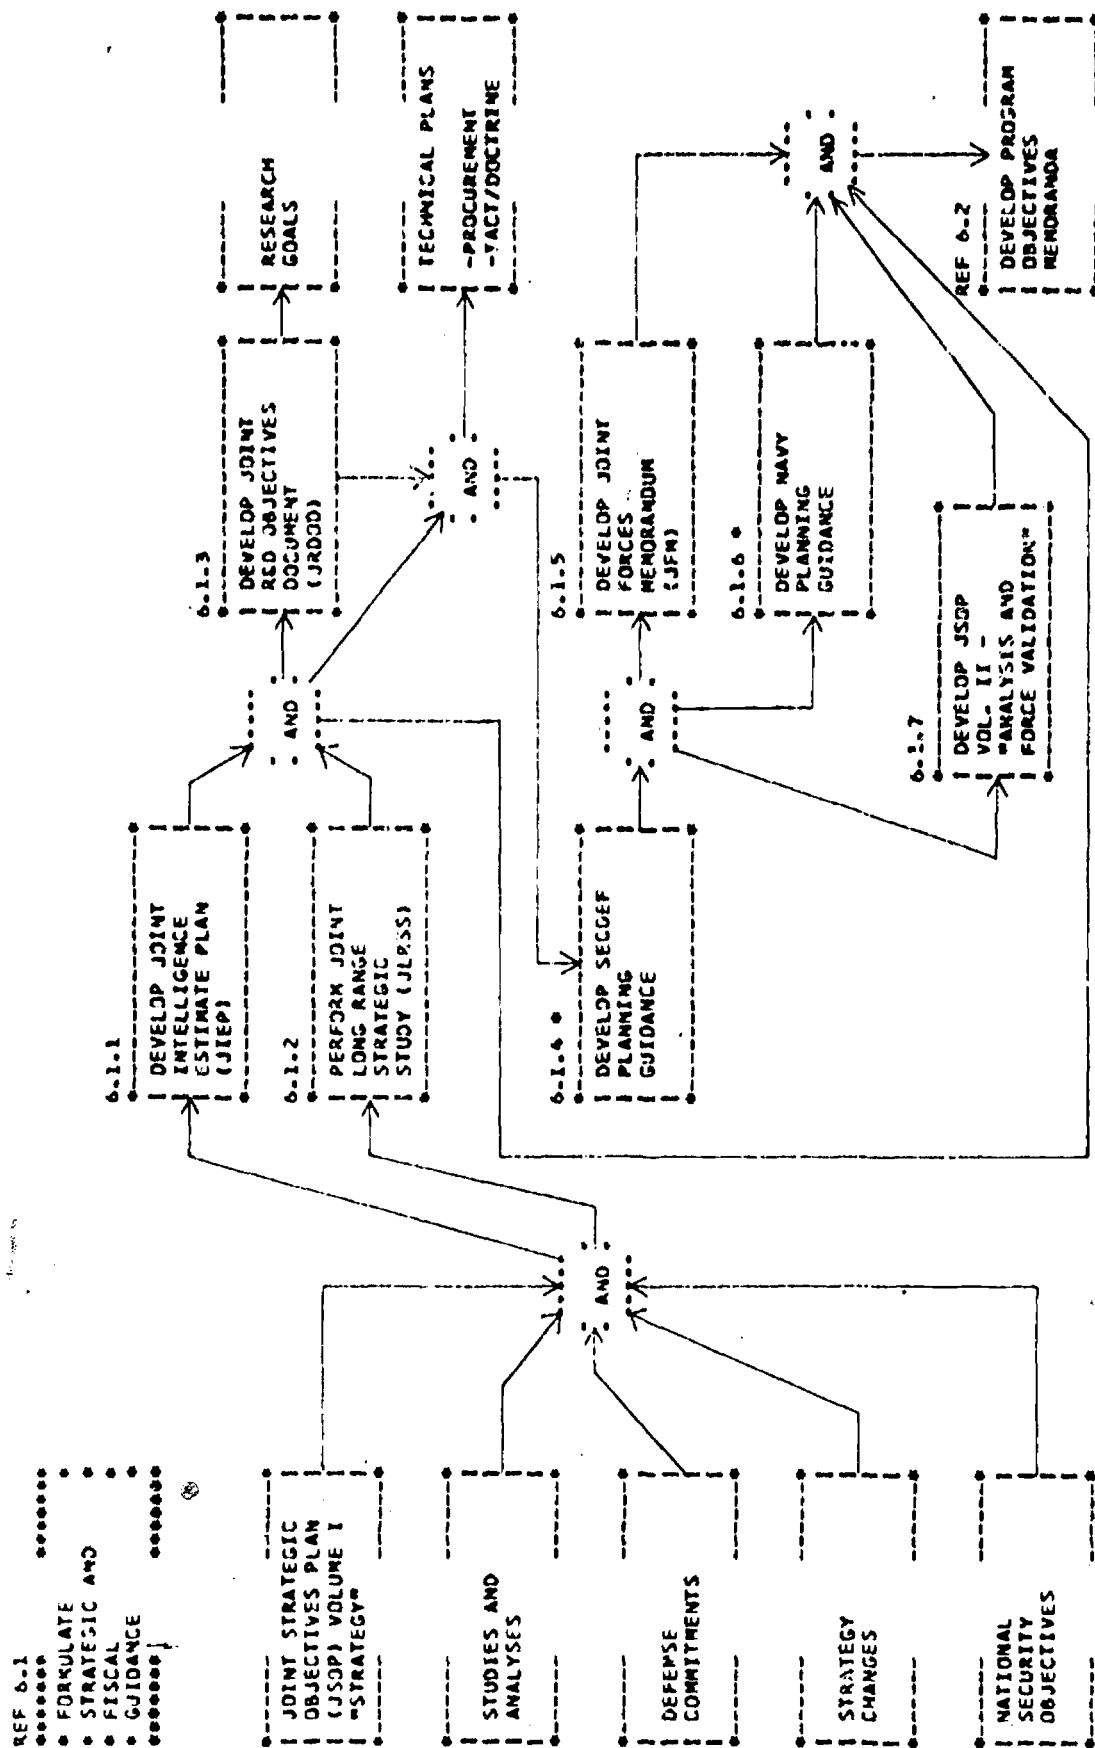 REF 6.1
FORMULATE
STRATEGIC AND
FISCAL
GUIDANCE
JOINT STRATEGIC
OBJECTIVES PLAN
(JSOP) VOLUME I
"STRATEGY"
STUDIES AND
ANALYSES
DEFENSE
COMMITMENTS
STRATEGY
CHANGES
NATIONAL
SECURITY
OBJECTIVES
AND
6.1.1
DEVELOP JOINT
INTELLIGENCE
ESTIMATE PLAN
(JIEP)
6.1.2
PERFORM JOINT
LONG RANGE
STRATEGIC
STUDY (JLRSS)
AND
6.1.3
DEVELOP JOINT
R&D OBJECTIVES
DOCUMENT
(JRDOD)
RESEARCH
GOALS
AND
TECHNICAL PLANS
-PROCUREMENT
-TACT/DOCTRINE
6.1.4 *
DEVELOP SECDEF
PLANNING
GUIDANCE
AND
6.1.5
DEVELOP JOINT
FORCES
MEMORANDUM
(JFM)
6.1.6 *
DEVELOP NAVY
PLANNING
GUIDANCE
6.1.7
DEVELOP JSOP
VOL. II -
"ANALYSIS AND
FORCE VALIDATION"
AND
REF 6.2
DEVELOP PROGRAM
OBJECTIVES
MEMORANDA